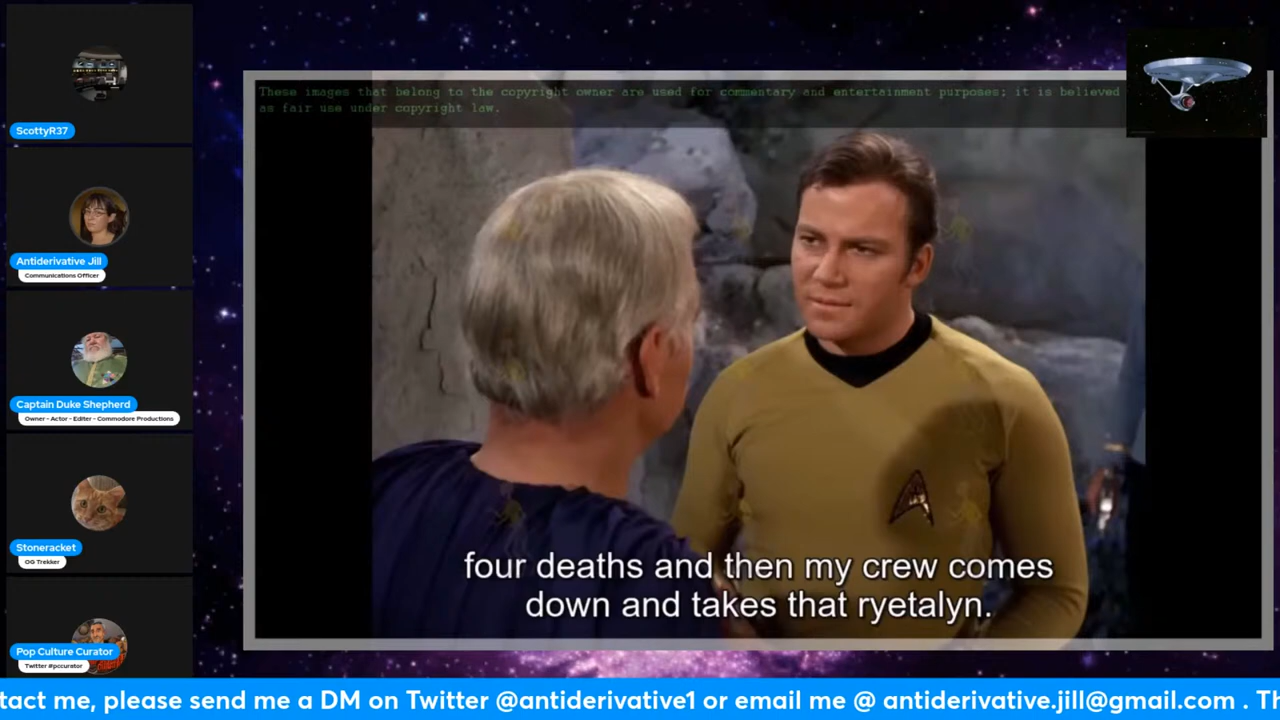 ScottyR37
Antiderivative Jill
Communications Officer
Captain Duke Shepherd
Owner - Actor - Editer - Commodore Productions
Stoneracket
OG Trekker
Pop Culture Curator
Twitter #pccurator
These images that belong to the copyright owner are used for commentary and entertainment purposes; it is believed
as fair use under copyright law.
four deaths and then my crew comes
down and takes that ryetalyn.
tact me, please send me a DM on Twitter @antiderivative1 or email me @ antiderivative.jill@gmail.com . Th